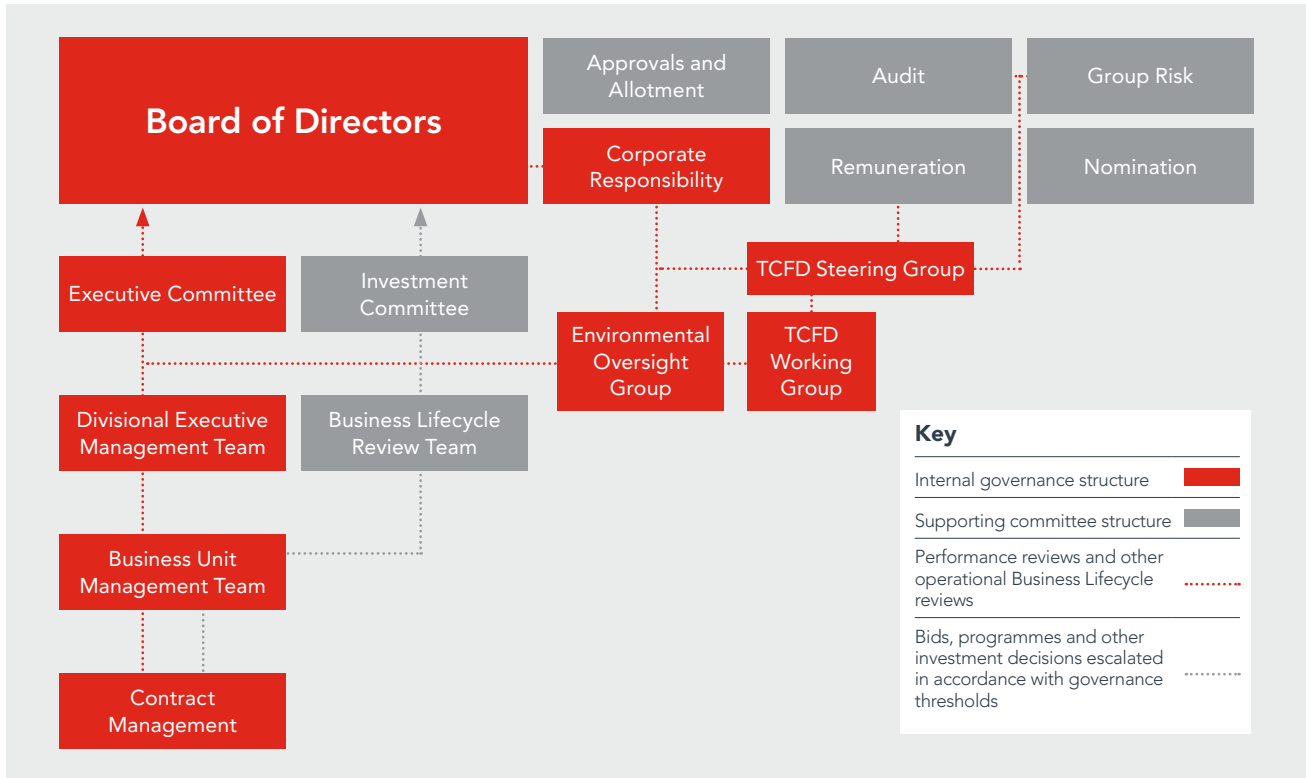 Board of Directors
Approvals and
Allotment
Audit
Group Risk
Corporate
Responsibility
Remuneration
Nomination
Executive Committee
Investment
Committee
TCFD Steering Group
Environmental
Oversight
Group
TCFD
Working
Group
Divisional Executive
Management Team
Business Lifecycle
Review Team
Business Unit
Management Team
Contract
Management
Key
Internal governance structure
Supporting committee structure
Performance reviews and other
operational Business Lifecycle
reviews
Bids, programmes and other
investment decisions escalated
in accordance with governance
thresholds